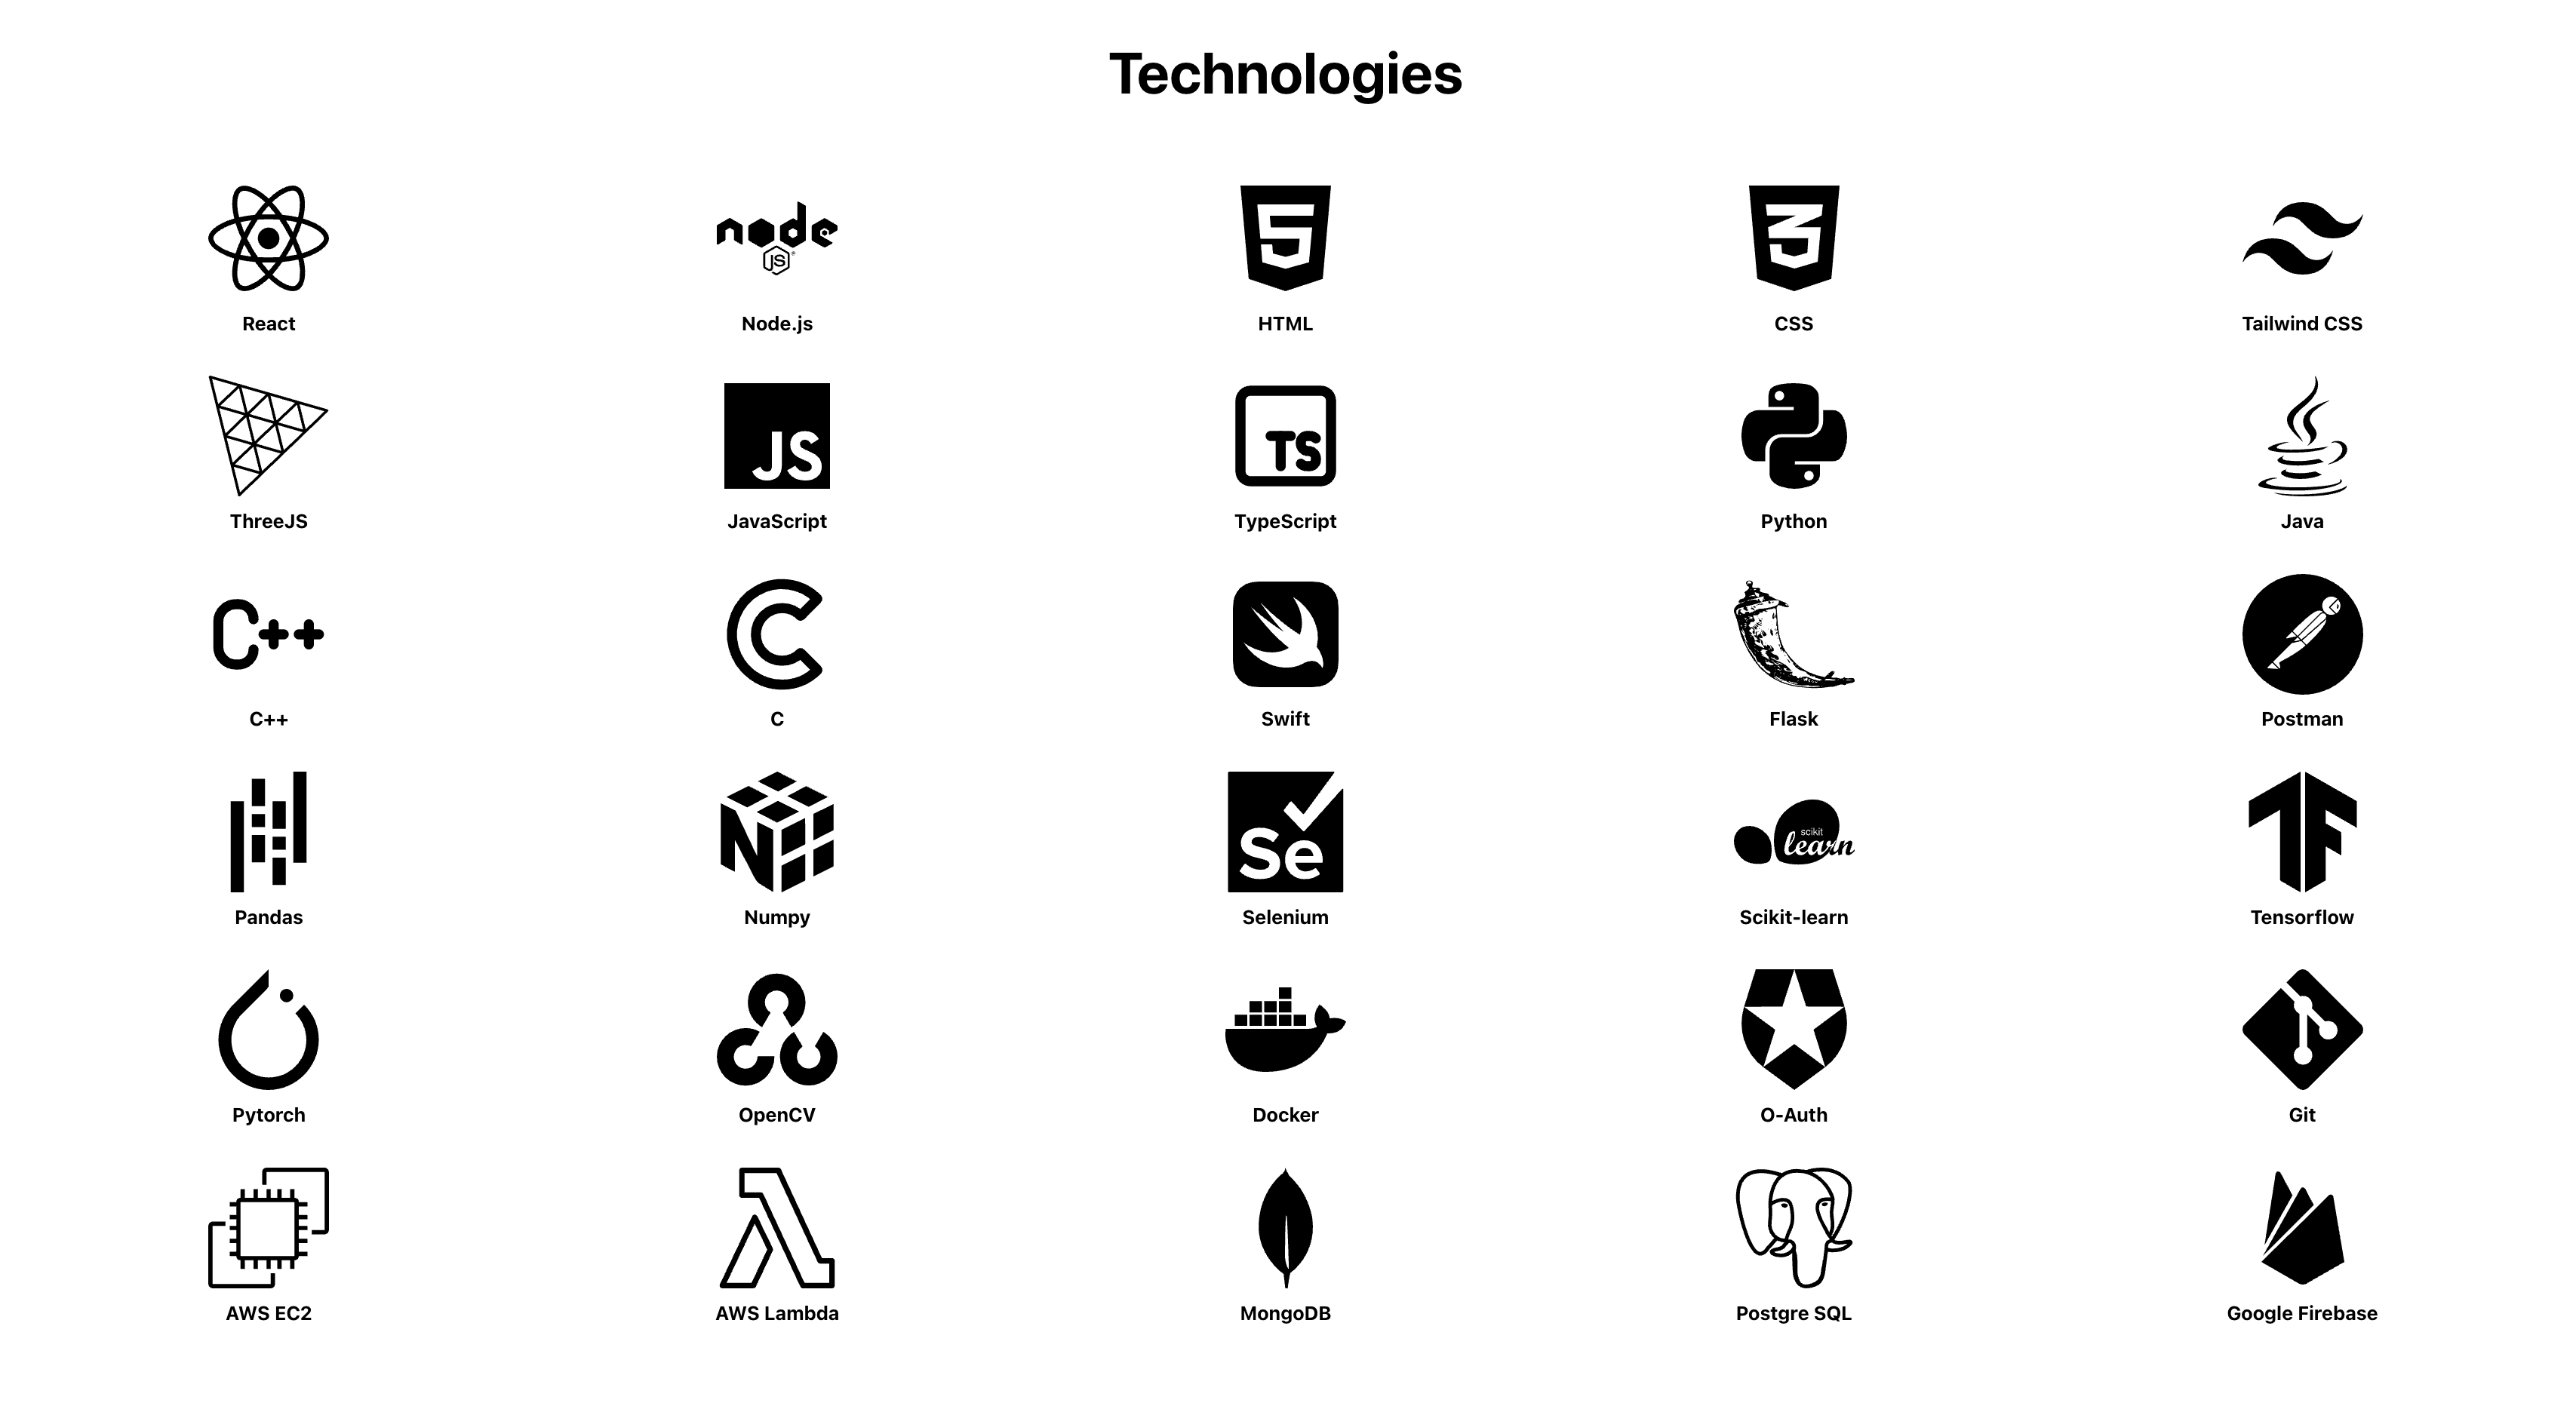 Technologies
node
JS
React
Node.js
HTML
CSS
Tailwind CSS
JS
TS
ThreeJS
JavaScript
TypeScript
Python
Java
C++
C
C++
C
Swift
Flask
Postman
N
Se
scikit
learn
TF
Pandas
Numpy
Selenium
Scikit-learn
Tensorflow
Pytorch
OpenCV
Docker
O-Auth
Git
AWS EC2
AWS Lambda
MongoDB
Postgre SQL
Google Firebase